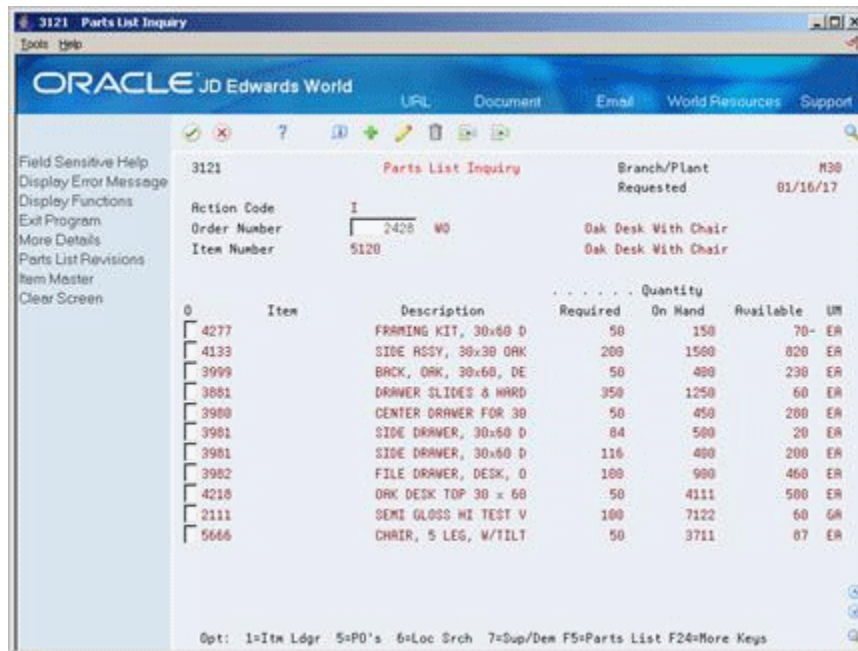 3121 Parts List Inquiry
Tools Help
ORACLE JD Edwards World
URL Document Email World Resources Support
Field Sensitive Help
Display Error Message
Display Functions
Exit Program
More Details
Parts List Revisions
Item Master
Clear Screen
3121 Parts List Inquiry Branch/Plant M30
Requested 01/16/17
Action Code I
Order Number 2428 WO Oak Desk With Chair
Item Number 5120 Oak Desk With Chair
. . . . . . Quantity
O Item Description Required On Hand Available UM
4277 FRAMING KIT, 30x60 D 50 150 70- EA
4133 SIDE ASSY, 30x30 OAK 200 1500 820 EA
3999 BACK, OAK, 30x60, DE 50 400 230 EA
3881 DRAWER SLIDES & HARD 350 1250 60 EA
3980 CENTER DRAWER FOR 30 50 450 280 EA
3981 SIDE DRAWER, 30x60 D 84 500 20 EA
3981 SIDE DRAWER, 30x60 D 116 400 200 EA
3982 FILE DRAWER, DESK, O 100 900 460 EA
4218 OAK DESK TOP 30 x 60 50 4111 500 EA
2111 SEMI GLOSS HI TEST V 100 7122 60 GA
5666 CHAIR, 5 LEG, W/TILT 50 3711 87 EA
Opt: 1=Itm Ldgr 5=PO's 6=Loc Srch 7=Sup/Dem F5=Parts List F24=More Keys